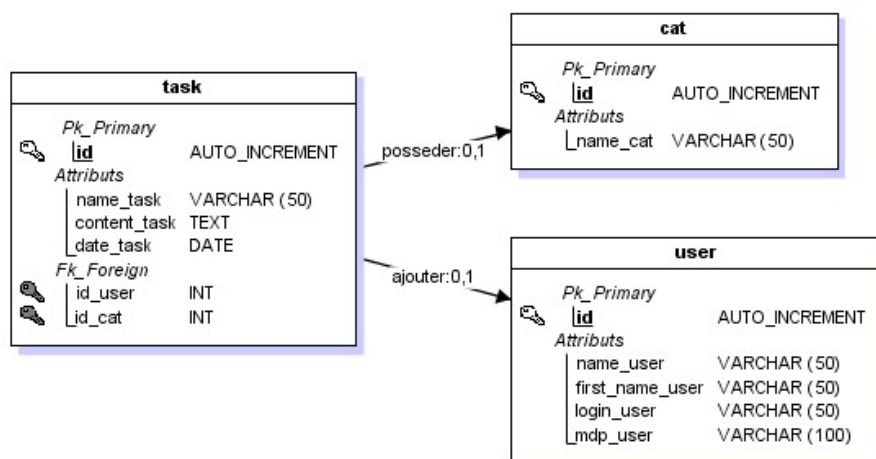 task
Pk_Primary
id AUTO_INCREMENT
Attributs
name_task VARCHAR (50)
content_task TEXT
date_task DATE
Fk_Foreign
id_user INT
id_cat INT
posseder:0,1
ajouter:0,1
cat
Pk_Primary
id AUTO_INCREMENT
Attributs
name_cat VARCHAR (50)
user
Pk_Primary
id AUTO_INCREMENT
Attributs
name_user VARCHAR (50)
first_name_user VARCHAR (50)
login_user VARCHAR (50)
mdp_user VARCHAR (100)